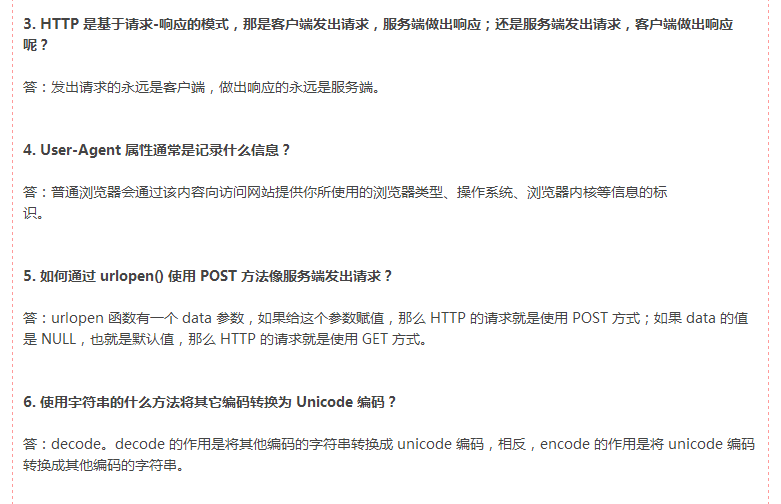 3. HTTP 是基于请求-响应的模式，那是客户端发出请求，服务端做出响应；还是服务端发出请求，客户端做出响应
呢？
答：发出请求的永远是客户端，做出响应的永远是服务端。
4. User-Agent 属性通常是记录什么信息？
答：普通浏览器会通过该内容向访问网站提供你所使用的浏览器类型、操作系统、浏览器内核等信息的标
识。
5. 如何通过 urlopen() 使用 POST 方法像服务端发出请求？
答：urlopen 函数有一个 data 参数，如果给这个参数赋值，那么 HTTP 的请求就是使用 POST 方式；如果 data 的值
是 NULL，也就是默认值，那么 HTTP 的请求就是使用 GET 方式。
6. 使用字符串的什么方法将其它编码转换为 Unicode 编码？
答：decode。decode 的作用是将其他编码的字符串转换成 unicode 编码，相反，encode 的作用是将 unicode 编码
转换成其他编码的字符串。